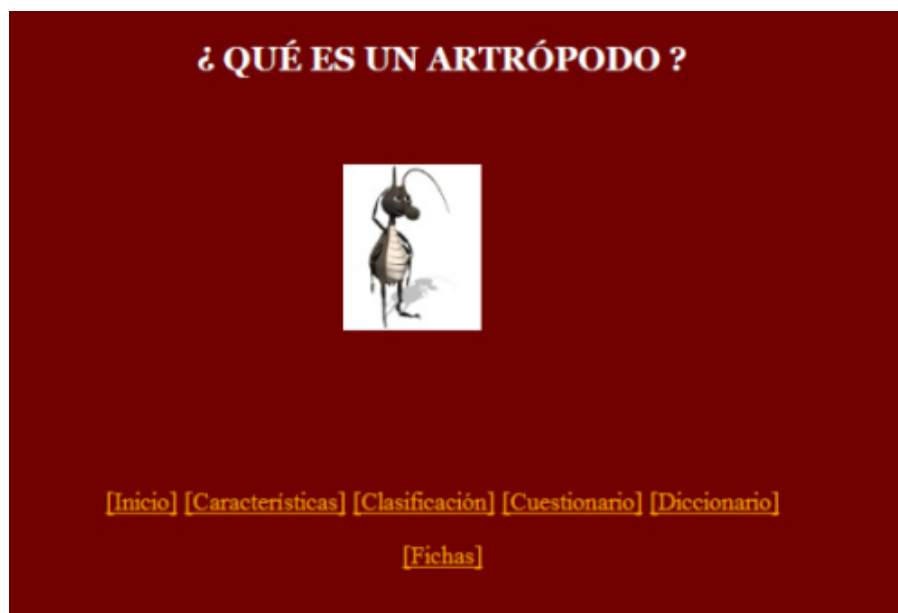 ¿ QUÉ ES UN ARTRÓPODO ?
[Inicio] [Características] [Clasificación] [Cuestionario] [Diccionario]
[Fichas]